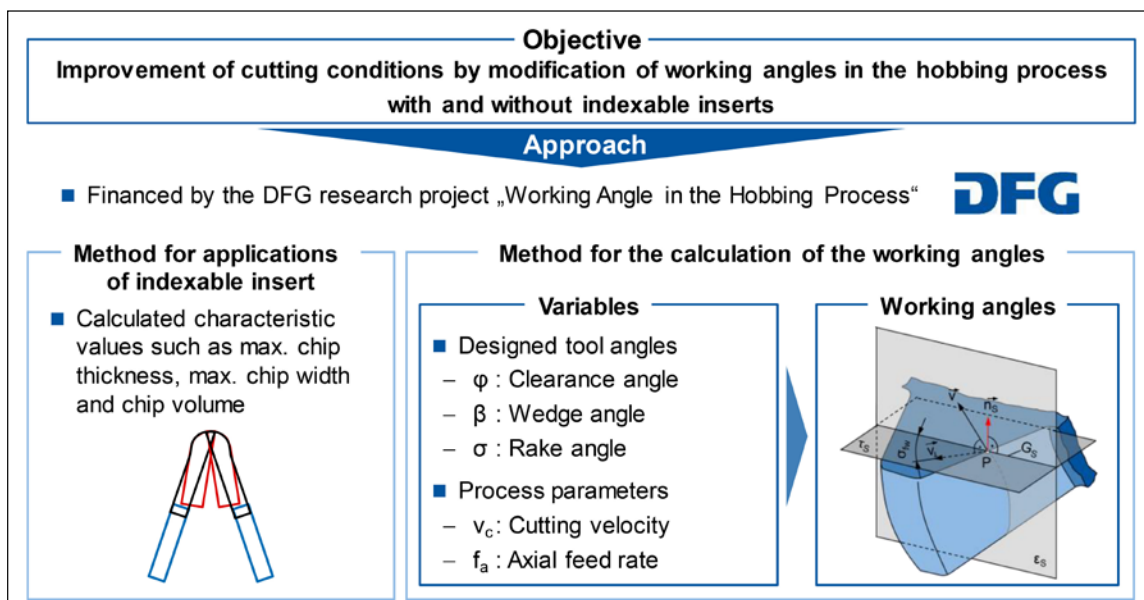 Objective
Improvement of cutting conditions by modification of working angles in the hobbing process
with and without indexable inserts
Approach
■ Financed by the DFG research project „Working Angle in the Hobbing Process“
DFG
Method for applications
of indexable insert
■ Calculated characteristic
values such as max. chip
thickness, max. chip width
and chip volume
Method for the calculation of the working angles
Variables
■ Designed tool angles
– φ : Clearance angle
– β : Wedge angle
– σ : Rake angle
■ Process parameters
– vc : Cutting velocity
– fa : Axial feed rate
Working angles
v⃗
n⃗S
τS
v⃗
GS
P
εS